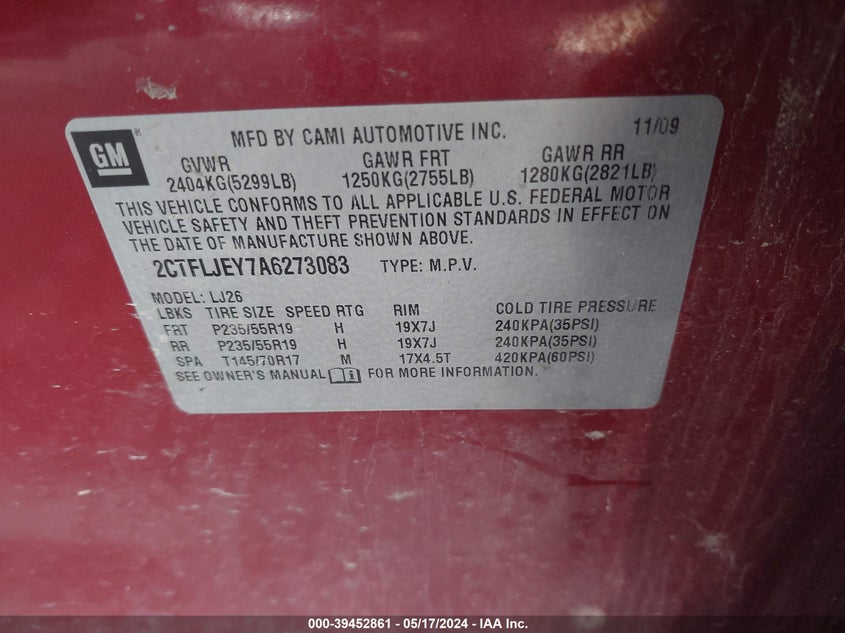 GM ®
MFD BY CAMI AUTOMOTIVE INC. 11/09
GVWR GAWR FRT GAWR RR
2404KG(5299LB) 1250KG(2755LB) 1280KG(2821LB)
THIS VEHICLE CONFORMS TO ALL APPLICABLE U.S. FEDERAL MOTOR
VEHICLE SAFETY AND THEFT PREVENTION STANDARDS IN EFFECT ON
THE DATE OF MANUFACTURE SHOWN ABOVE.
2CTFLJEY7A6273083 TYPE: M.P.V.
MODEL: LJ26
LBKS TIRE SIZE SPEED RTG RIM COLD TIRE PRESSURE
FRT P235/55R19 H 19X7J 240KPA(35PSI)
RR P235/55R19 H 19X7J 240KPA(35PSI)
SPA T145/70R17 M 17X4.5T 420KPA(60PSI)
SEE OWNER'S MANUAL FOR MORE INFORMATION.
000-39452861 - 05/17/2024 - IAA Inc.